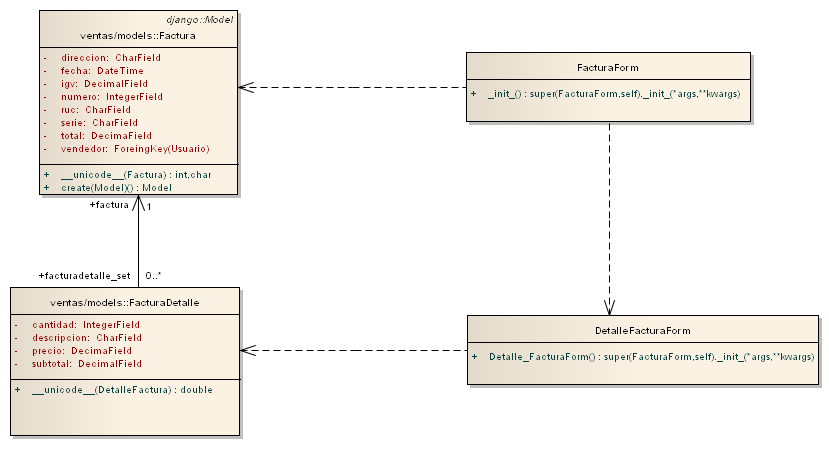 django::Model
ventas/models::Factura
- direccion: CharField
- fecha: DateTime
- igv: DecimalField
- numero: IntegerField
- ruc: CharField
- serie: CharField
- total: DecimaField
- vendedor: ForeingKey(Usuario)
+ __unicode__(Factura) : int,char
+ create(Model)() : Model
FacturaForm
+ _init_() : super(FacturaForm,self)._init_(*args,**kwargs)
+factura 1
+facturadetalle_set 0..*
ventas/models::FacturaDetalle
- cantidad: IntegerField
- descripcion: CharField
- precio: DecimaField
- subtotal: DecimalField
+ __unicode__(DetalleFactura) : double
DetalleFacturaForm
+ Detalle_FacturaForm() : super(FacturaForm,self)._init_(*args,**kwargs)